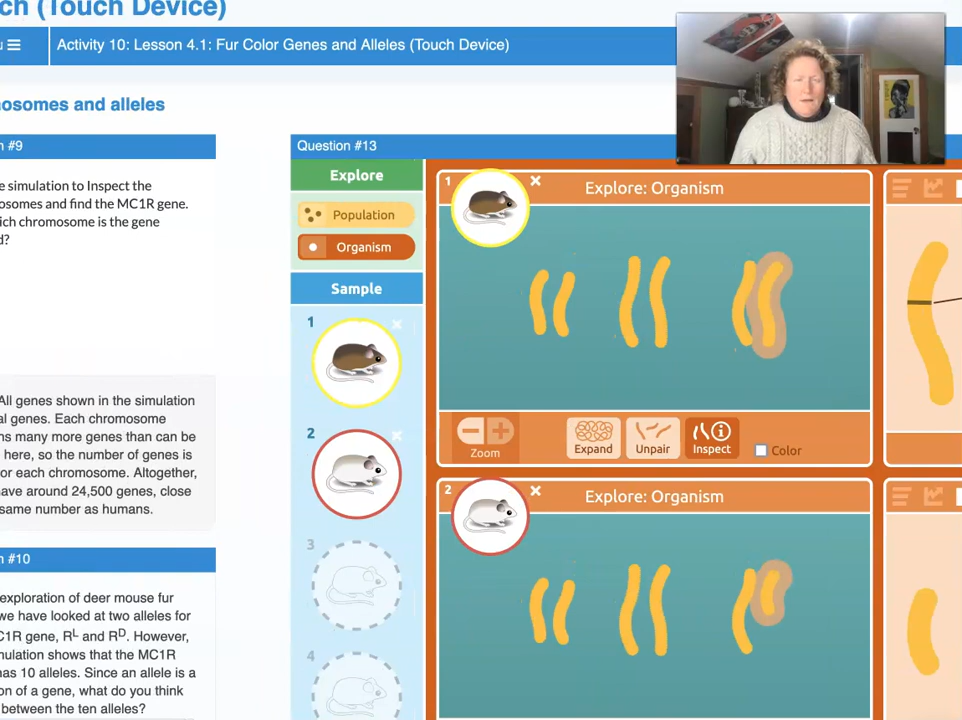 ch (Touch Device)
Activity 10: Lesson 4.1: Fur Color Genes and Alleles (Touch Device)
osomes and alleles
n #9
e simulation to Inspect the
osomes and find the MC1R gene.
ich chromosome is the gene
d?
All genes shown in the simulation
al genes. Each chromosome
ns many more genes than can be
here, so the number of genes is
or each chromosome. Altogether,
ave around 24,500 genes, close
same number as humans.
n #10
exploration of deer mouse fur
we have looked at two alleles for
C1R gene, R^L and R^D. However,
mulation shows that the MC1R
has 10 alleles. Since an allele is a
on of a gene, what do you think
between the ten alleles?
Question #13
Explore
Population
Organism
Sample
1
2
3
4
1
Explore: Organism
Zoom
Expand
Unpair
Inspect
Color
2
Explore: Organism